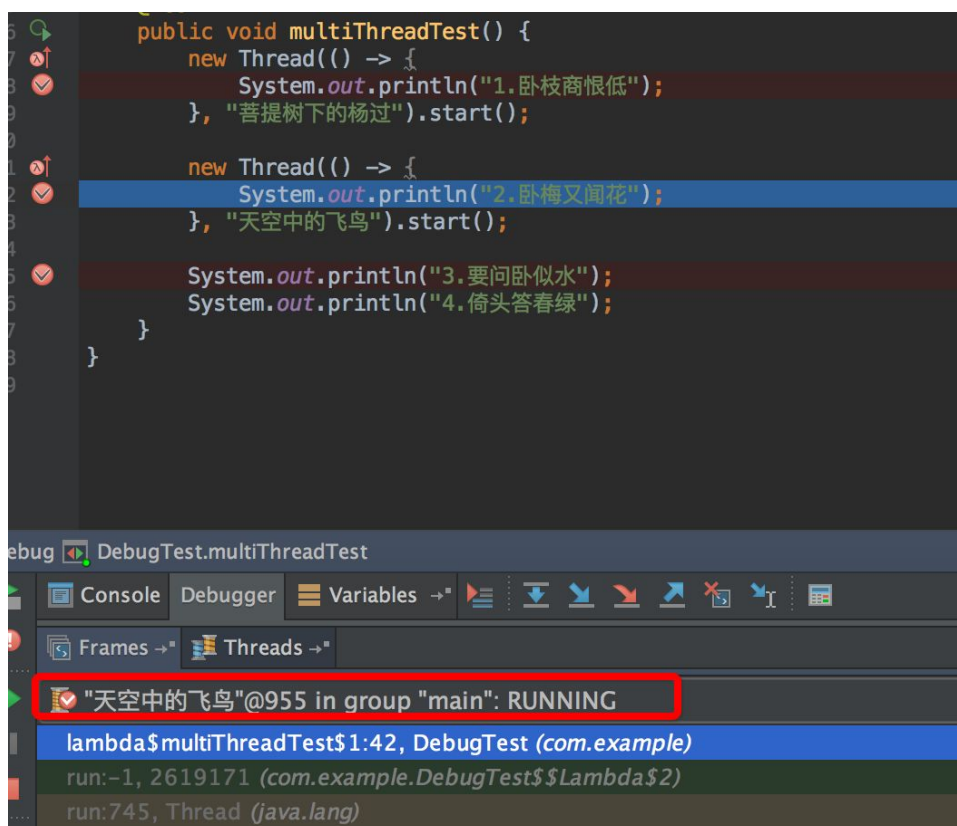 public void multiThreadTest() {
new Thread(() -> {
System.out.println("1.卧枝商恨低");
}, "菩提树下的杨过").start();
new Thread(() -> {
System.out.println("2.卧梅又闻花");
}, "天空中的飞鸟").start();
System.out.println("3.要问卧似水");
System.out.println("4.倚头答春绿");
}
}
ebug DebugTest.multiThreadTest
Console Debugger Variables
Frames Threads
"天空中的飞鸟"@955 in group "main": RUNNING
lambda$multiThreadTest$1:42, DebugTest (com.example)
run:-1, 2619171 (com.example.DebugTest$$Lambda$2)
run:745, Thread (java.lang)